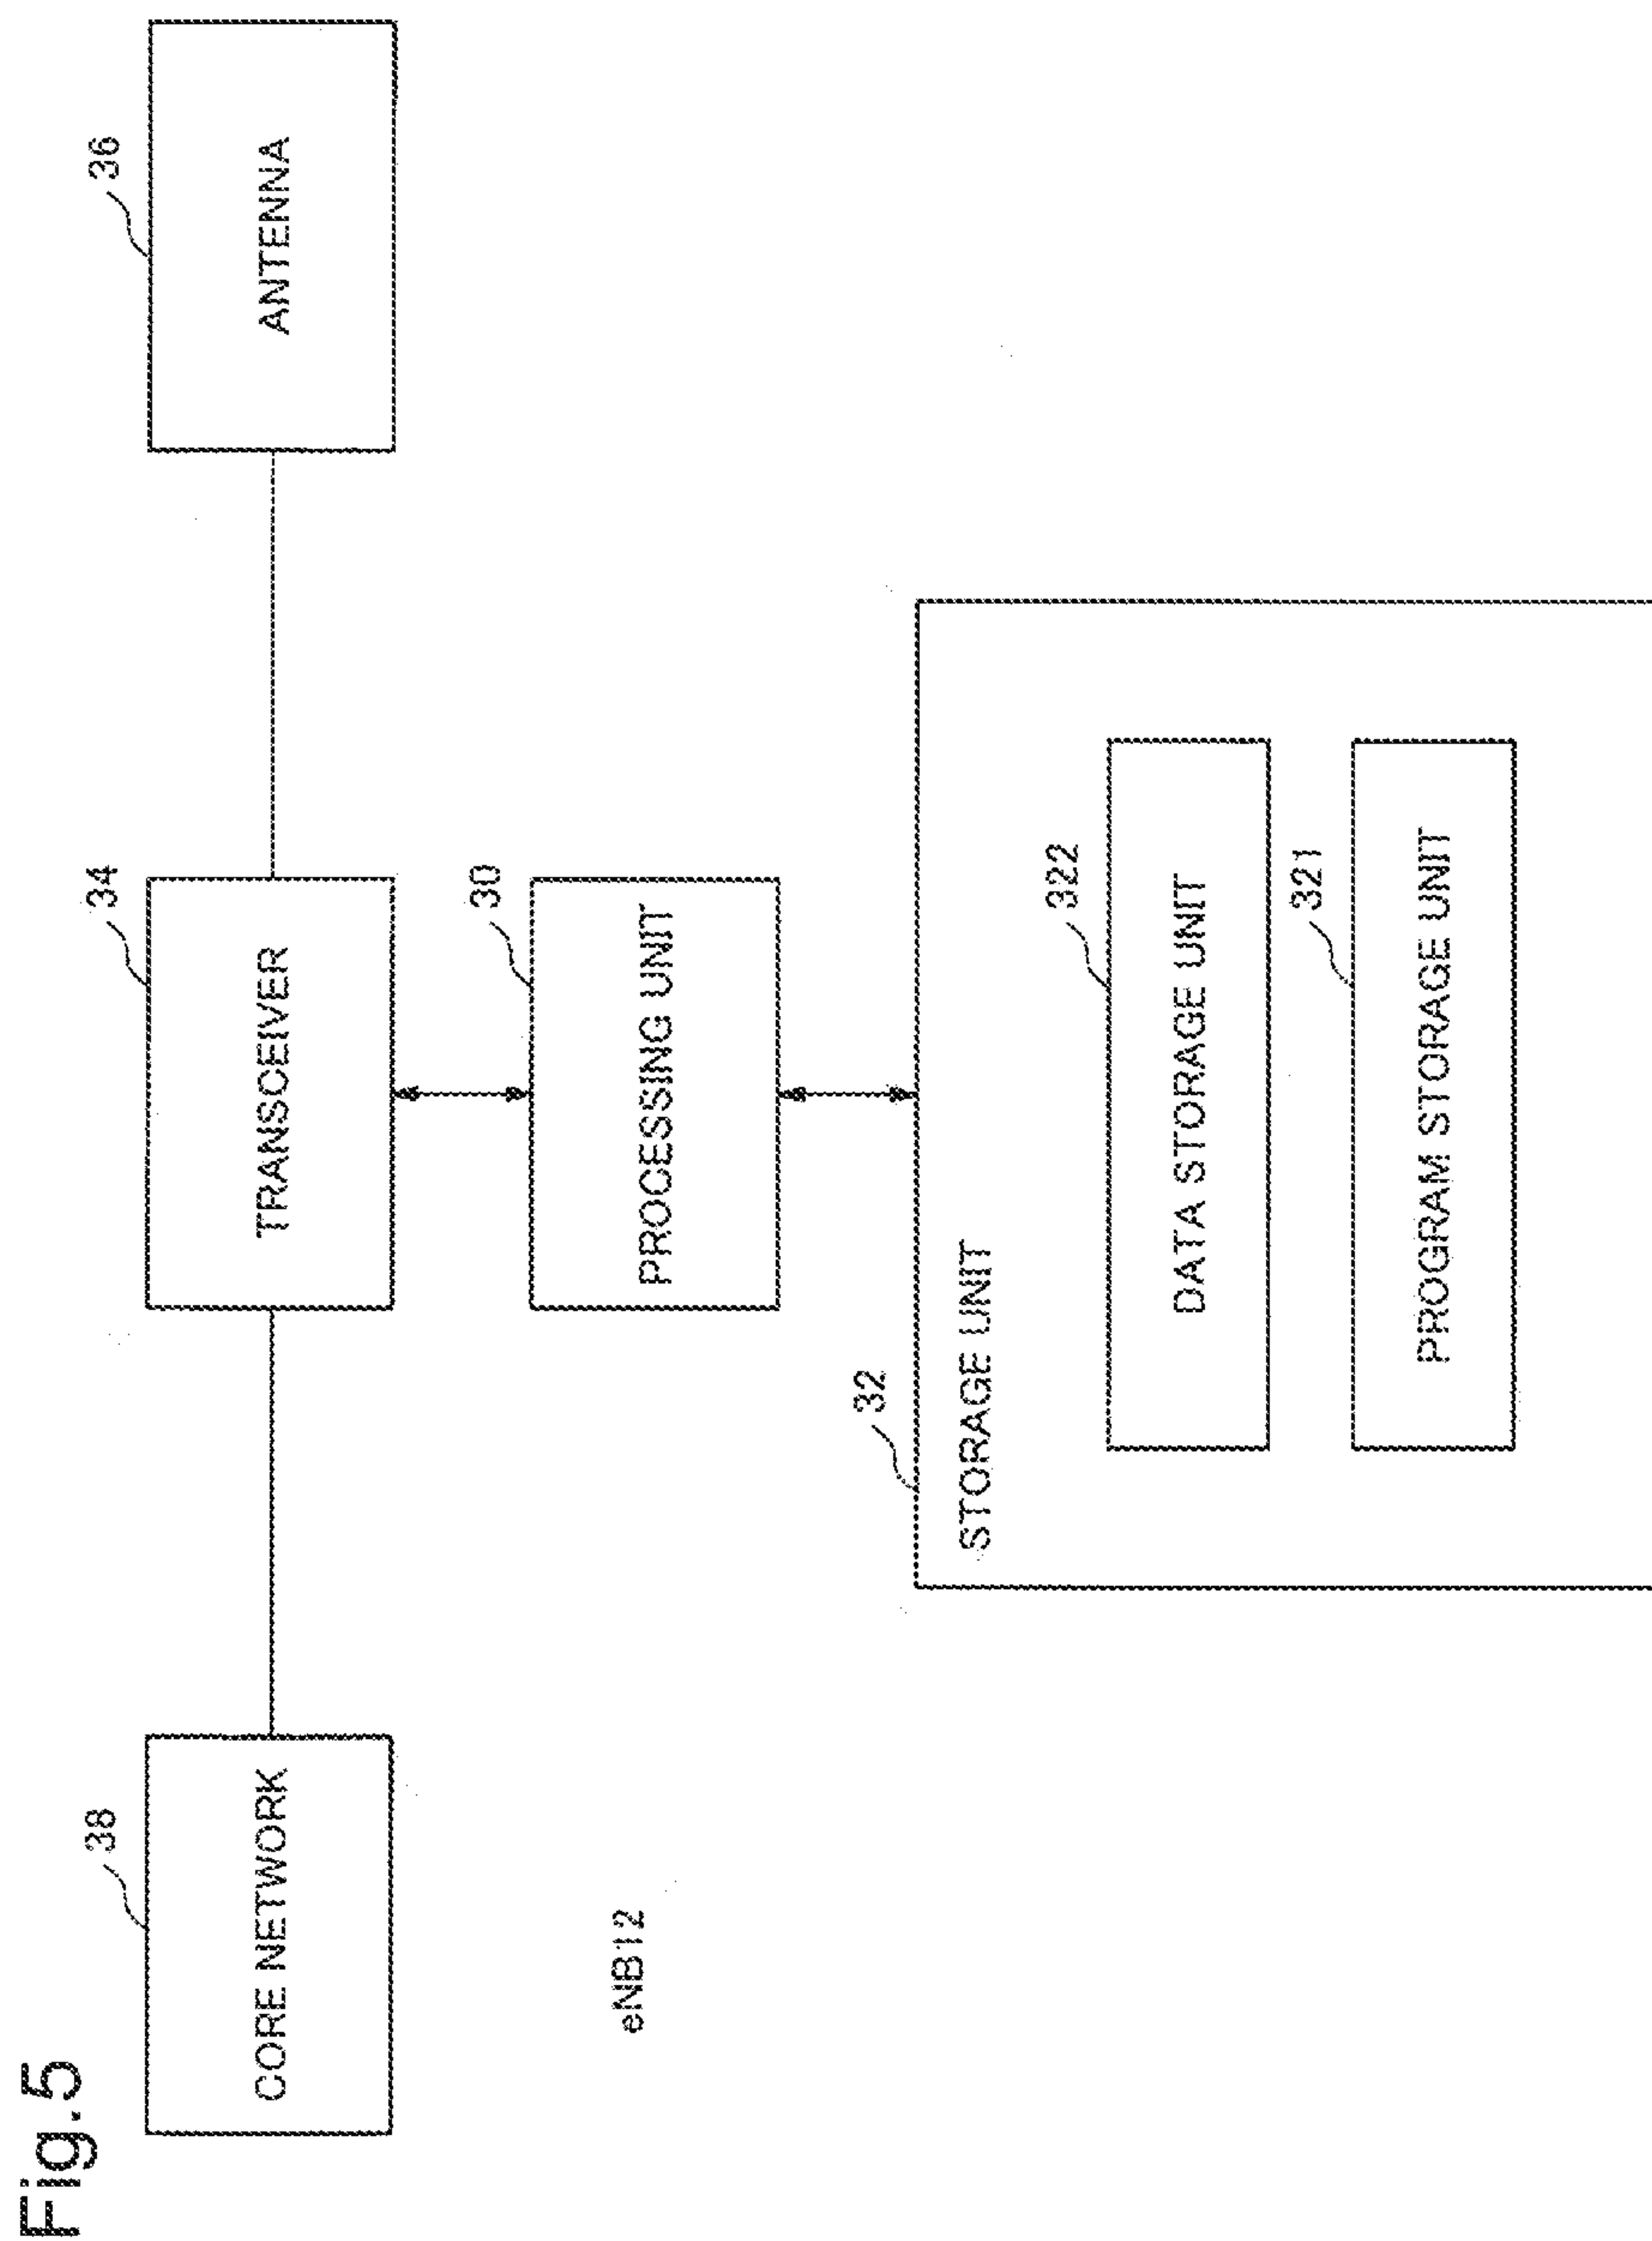 Fig.5
38
34
36
CORE NETWORK
TRANSCEIVER
ANTENNA
30
eNB12
PROCESSING UNIT
32
STORAGE UNIT
322
DATA STORAGE UNIT
321
PROGRAM STORAGE UNIT